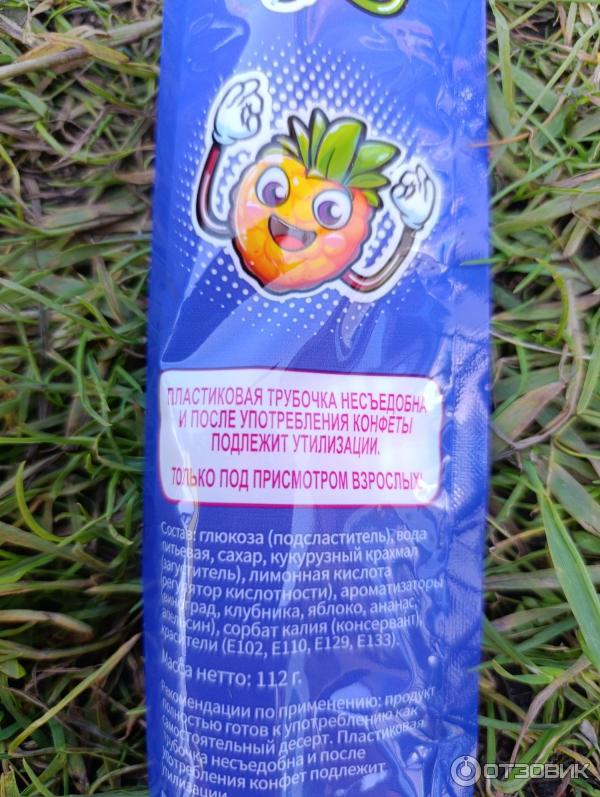 ПЛАСТИКОВАЯ ТРУБОЧКА НЕСЪЕДОБНА
И ПОСЛЕ УПОТРЕБЛЕНИЯ КОНФЕТЫ
ПОДЛЕЖИТ УТИЛИЗАЦИИ.
ТОЛЬКО ПОД ПРИСМОТРОМ ВЗРОСЛЫХ!
Состав: глюкоза (подсластитель), вода
питьевая, сахар, кукурузный крахмал
(загуститель), лимонная кислота
(регулятор кислотности), ароматизаторы
(виноград, клубника, яблоко, ананас,
апельсин), сорбат калия (консервант),
красители (Е102, Е110, Е129, Е133).
Масса нетто: 112 г.
Рекомендации по применению: продукт
полностью готов к употреблению как
самостоятельный десерт. Пластиковая
трубочка несъедобна и после
употребления конфет подлежит
утилизации.
ОТЗОВИК